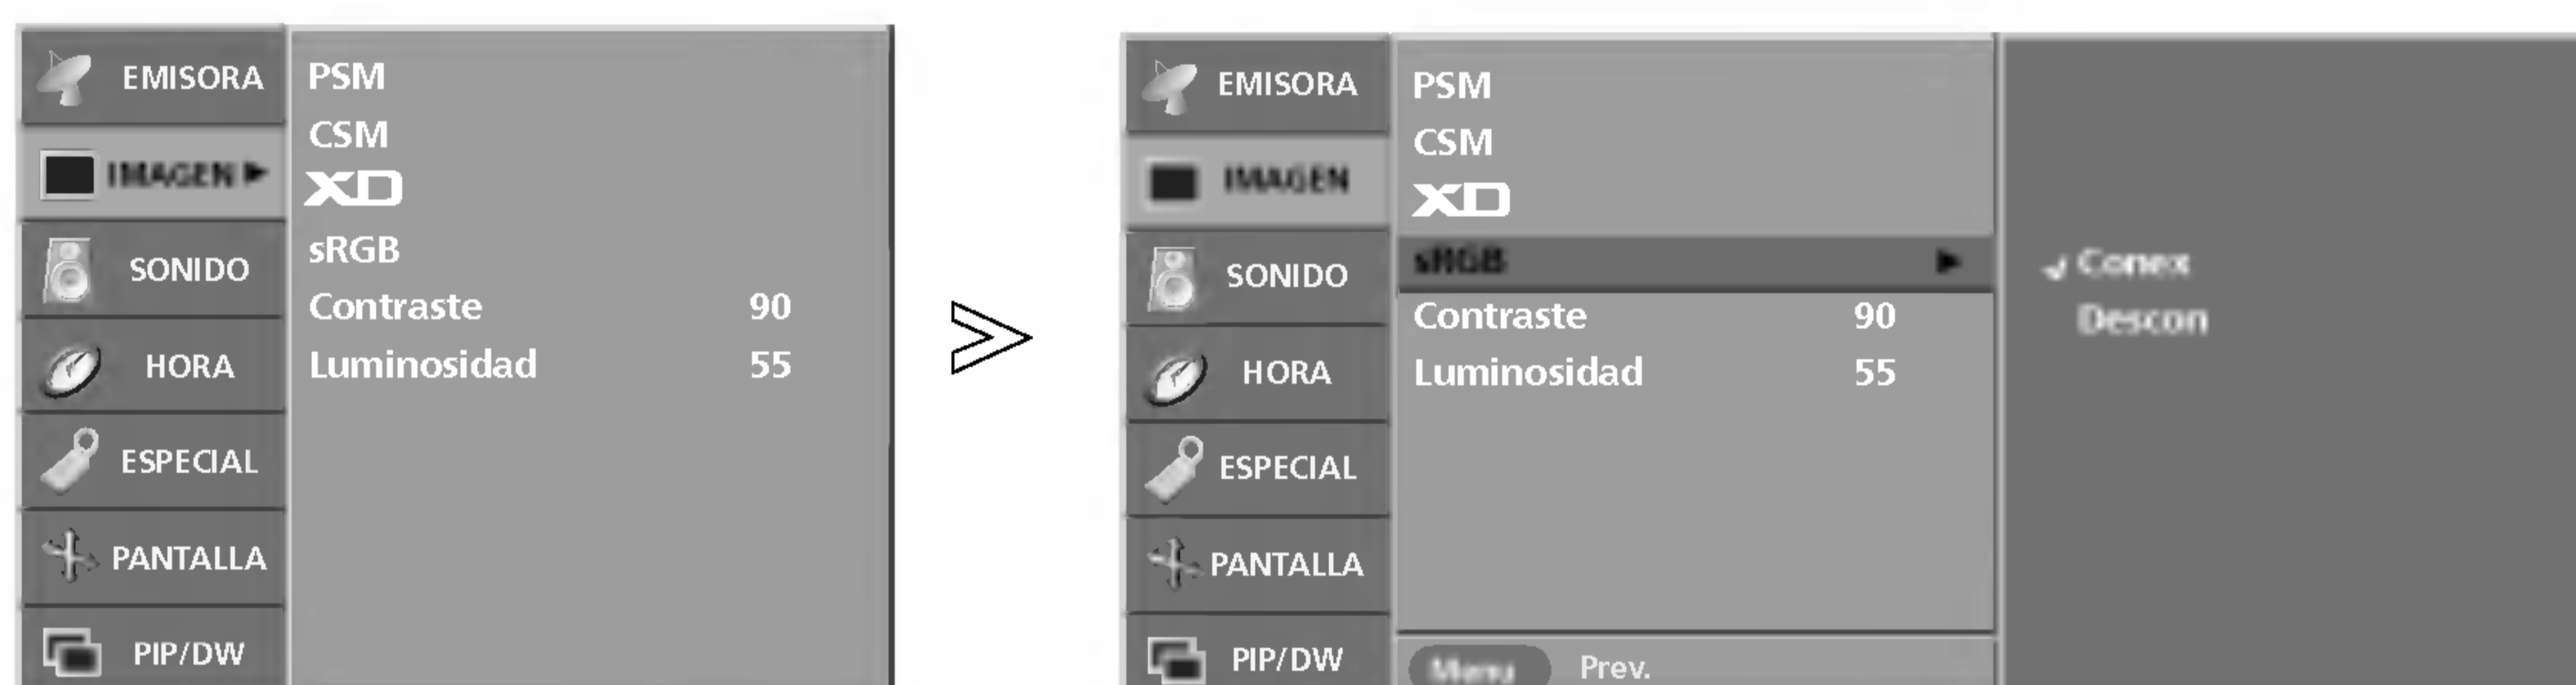 EMISORA
IMAGEN ►
SONIDO
HORA
ESPECIAL
PANTALLA
PIP/DW
PSM
CSM
XD
sRGB
Contraste 90
Luminosidad 55
EMISORA
IMAGEN
SONIDO
HORA
ESPECIAL
PANTALLA
PIP/DW
PSM
CSM
XD
sRGB ►
Contraste 90
Luminosidad 55
Menu Prev.
✓ Conex
Descon